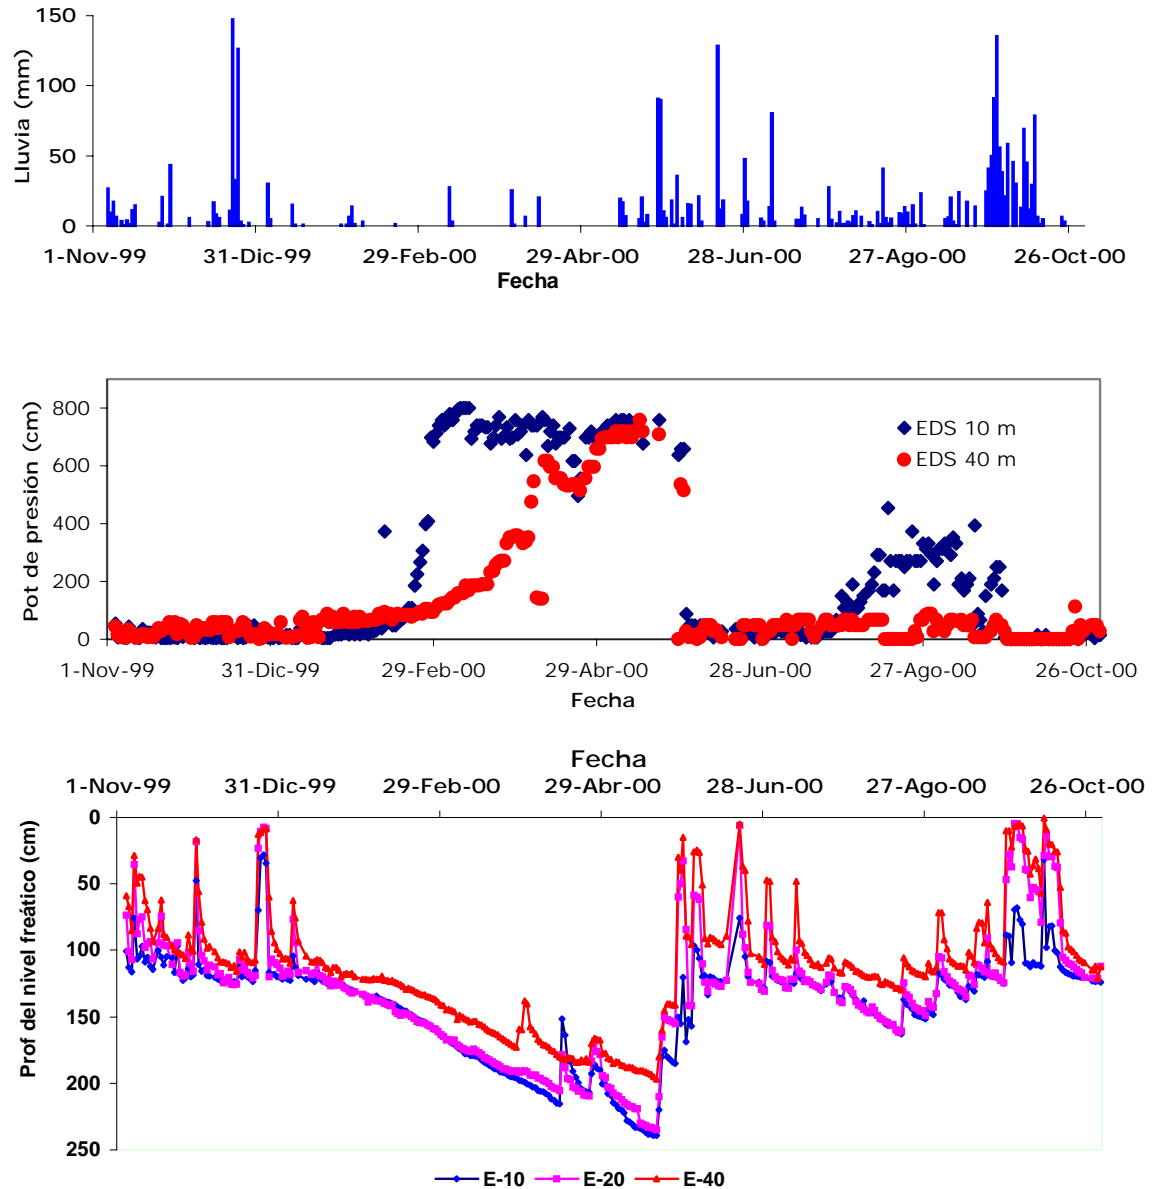 Lluvia (mm)
150
100
50
0
1-Nov-99 31-Dic-99 29-Feb-00 29-Abr-00 28-Jun-00 27-Ago-00 26-Oct-00
Fecha
Pot de presión (cm)
800
600
400
200
0
EDS 10 m
EDS 40 m
1-Nov-99 31-Dic-99 29-Feb-00 29-Abr-00 28-Jun-00 27-Ago-00 26-Oct-00
Fecha
Fecha
1-Nov-99 31-Dic-99 29-Feb-00 29-Abr-00 28-Jun-00 27-Ago-00 26-Oct-00
Prof del nivel freático (cm)
0
50
100
150
200
250
E-10 E-20 E-40